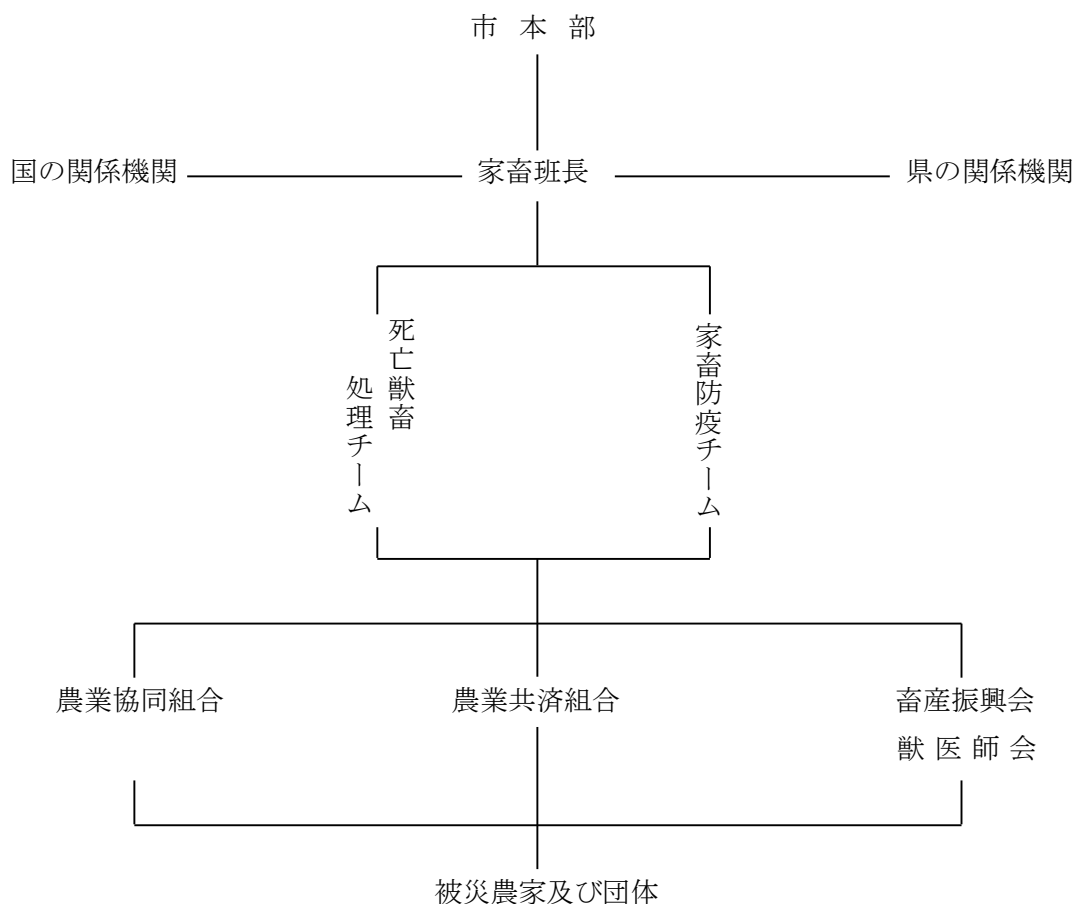 市本部
国の関係機関
家畜班長
県の関係機関
死亡獣畜
処理チーム
家畜防疫チーム
農業協同組合
農業共済組合
畜産振興会
獣医師会
被災農家及び団体